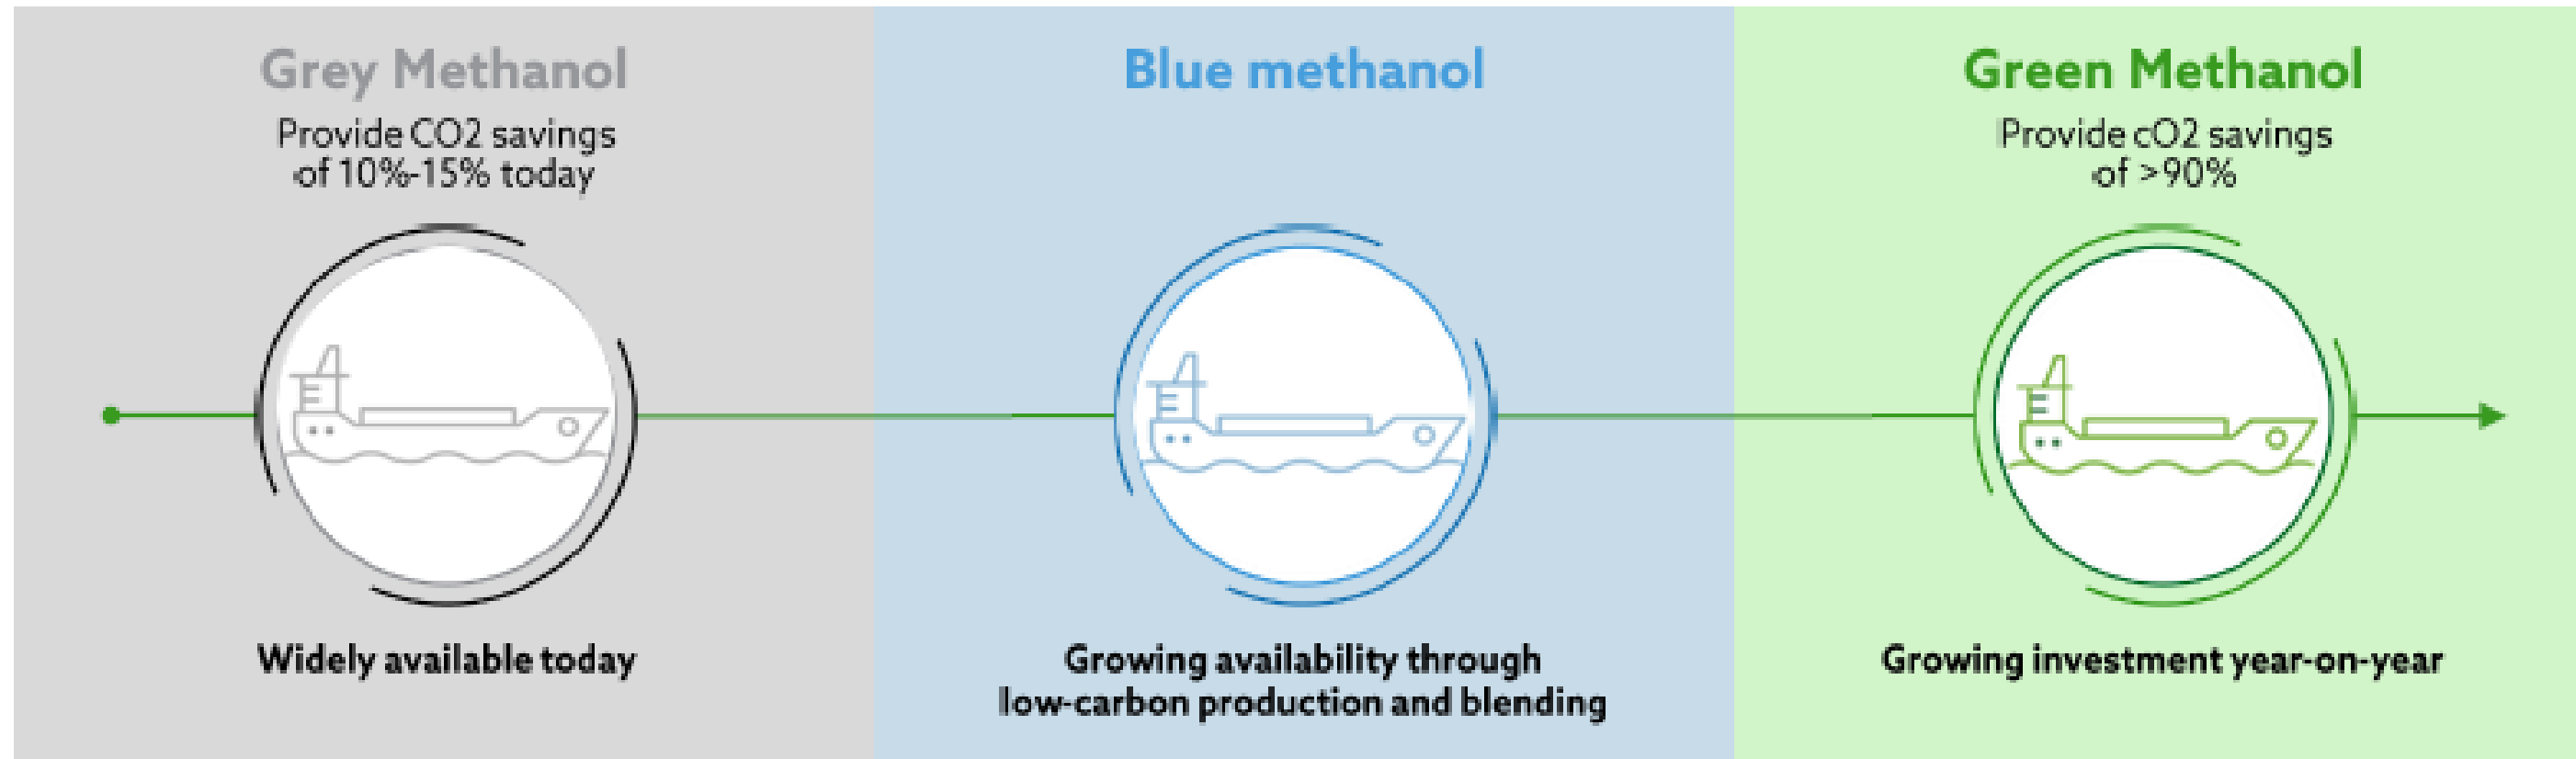 Grey Methanol
Provide CO2 savings
of 10%-15% today
Widely available today
Blue methanol
Growing availability through
low-carbon production and blending
Green Methanol
Provide cO2 savings
of >90%
Growing investment year-on-year